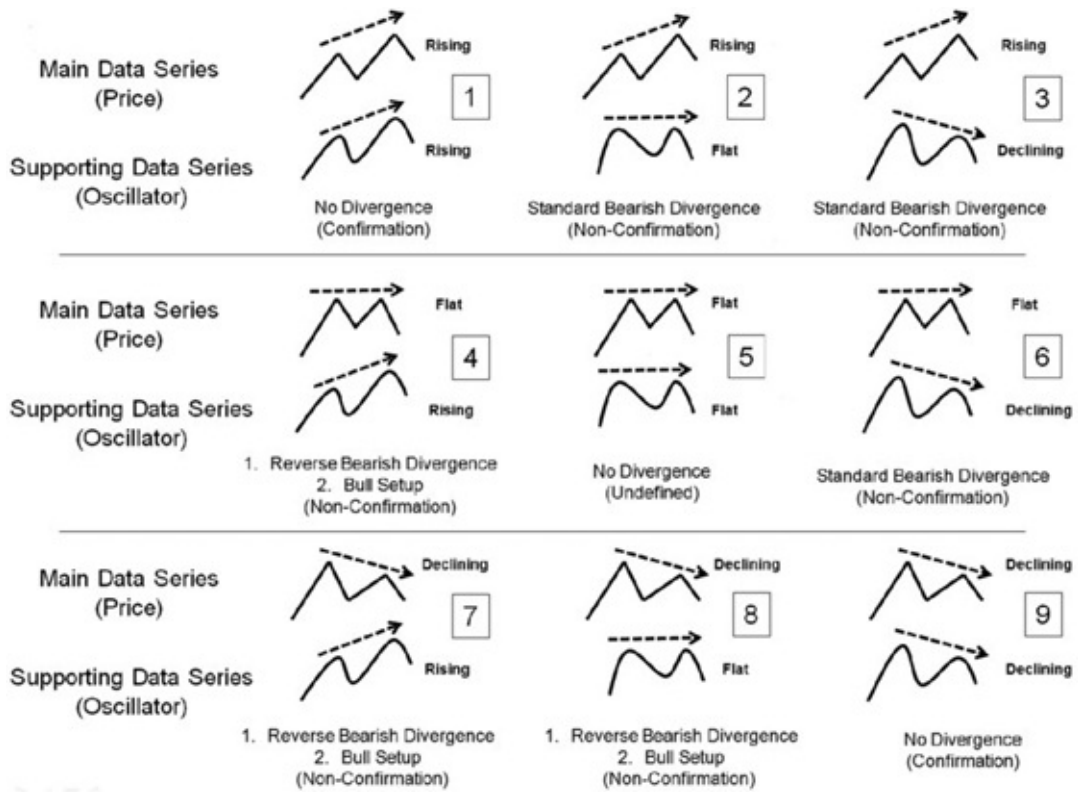 Main Data Series
(Price)
Rising
1
Rising
2
Rising
3
Supporting Data Series
(Oscillator)
Rising
Flat
Declining
No Divergence
(Confirmation)
Standard Bearish Divergence
(Non-Confirmation)
Standard Bearish Divergence
(Non-Confirmation)
Main Data Series
(Price)
Flat
4
Flat
5
Flat
6
Supporting Data Series
(Oscillator)
Rising
Flat
Declining
1. Reverse Bearish Divergence
2. Bull Setup
(Non-Confirmation)
No Divergence
(Undefined)
Standard Bearish Divergence
(Non-Confirmation)
Main Data Series
(Price)
Declining
7
Declining
8
Declining
9
Supporting Data Series
(Oscillator)
Rising
Flat
Declining
1. Reverse Bearish Divergence
2. Bull Setup
(Non-Confirmation)
1. Reverse Bearish Divergence
2. Bull Setup
(Non-Confirmation)
No Divergence
(Confirmation)